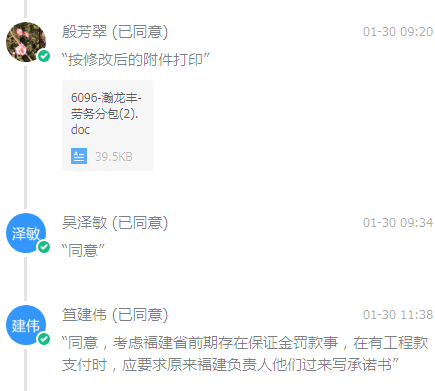 殷芳翠 (已同意)
01-30 09:20
“按修改后的附件打印”
6096-瀚龙丰-
劳务分包(2).
doc
39.5KB
泽敏
吴泽敏 (已同意)
01-30 09:34
“同意”
建伟
笪建伟 (已同意)
01-30 11:38
“同意，考虑福建省前期存在保证金罚款事，在有工程款
支付时，应要求原来福建负责人他们过来写承诺书”